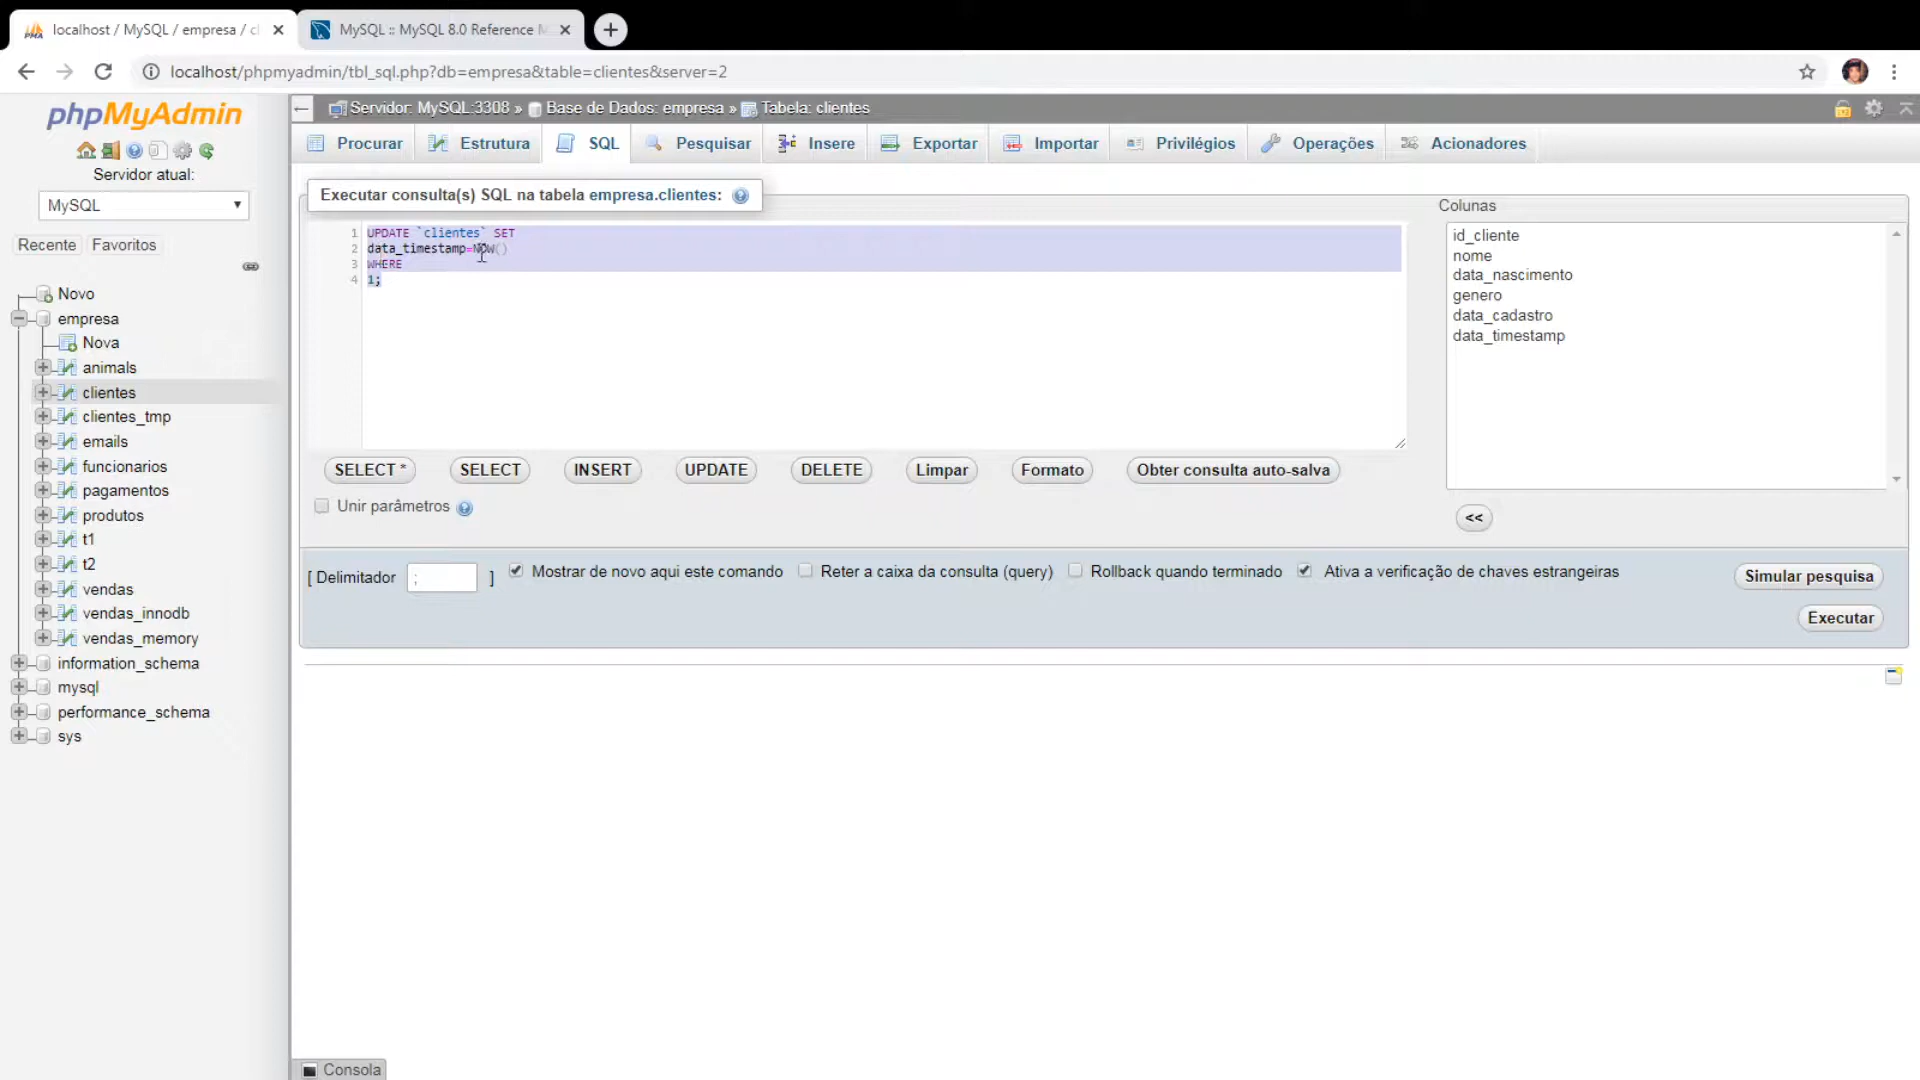 localhost / MySQL / empresa / cl
MySQL :: MySQL 8.0 Reference M
localhost/phpmyadmin/tbl_sql.php?db=empresa&table=clientes&server=2
phpMyAdmin
Servidor atual:
MySQL
Recente
Favoritos
Novo
empresa
Nova
animals
clientes
clientes_tmp
emails
funcionarios
pagamentos
produtos
t1
t2
vendas
vendas_innodb
vendas_memory
information_schema
mysql
performance_schema
sys
Servidor: MySQL:3308 » Base de Dados: empresa » Tabela: clientes
Procurar
Estrutura
SQL
Pesquisar
Insere
Exportar
Importar
Privilégios
Operações
Acionadores
Executar consulta(s) SQL na tabela empresa.clientes:
1 UPDATE `clientes` SET
2 data_timestamp=NOW()
3 WHERE
4 1;
Colunas
id_cliente
nome
data_nascimento
genero
data_cadastro
data_timestamp
SELECT *
SELECT
INSERT
UPDATE
DELETE
Limpar
Formato
Obter consulta auto-salva
<<
Unir parâmetros
[ Delimitador ; ]
Mostrar de novo aqui este comando
Reter a caixa da consulta (query)
Rollback quando terminado
Ativa a verificação de chaves estrangeiras
Simular pesquisa
Executar
Consola